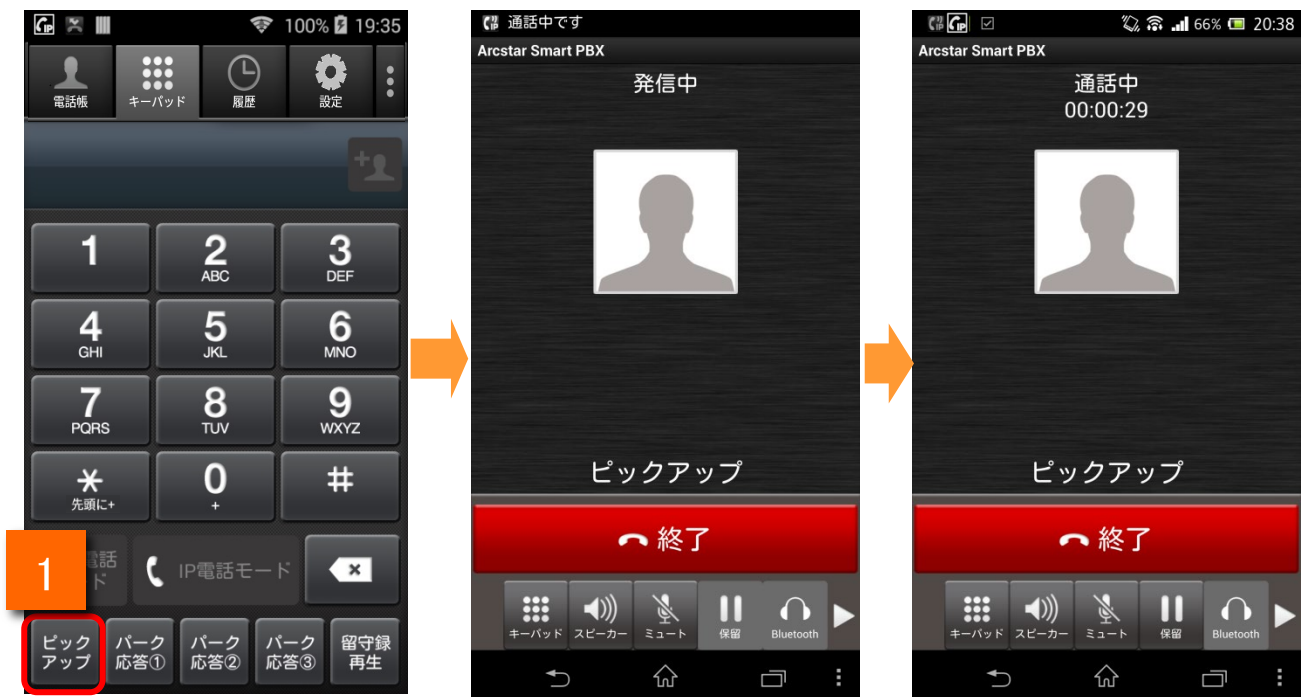 100% 19:35
電話帳
キーパッド
履歴
設定
1
2
ABC
3
DEF
4
GHI
5
JKL
6
MNO
7
PQRS
8
TUV
9
WXYZ
先頭に+
0
+
#
1
電話
ド
IP電話モード
ピック
アップ
パーク
応答①
パーク
応答②
パーク
応答③
留守録
再生
通話中です
Arcstar Smart PBX
発信中
ピックアップ
終了
キーパッド
スピーカー
ミュート
保留
Bluetooth
66% 20:38
Arcstar Smart PBX
通話中
00:00:29
ピックアップ
終了
キーパッド
スピーカー
ミュート
保留
Bluetooth